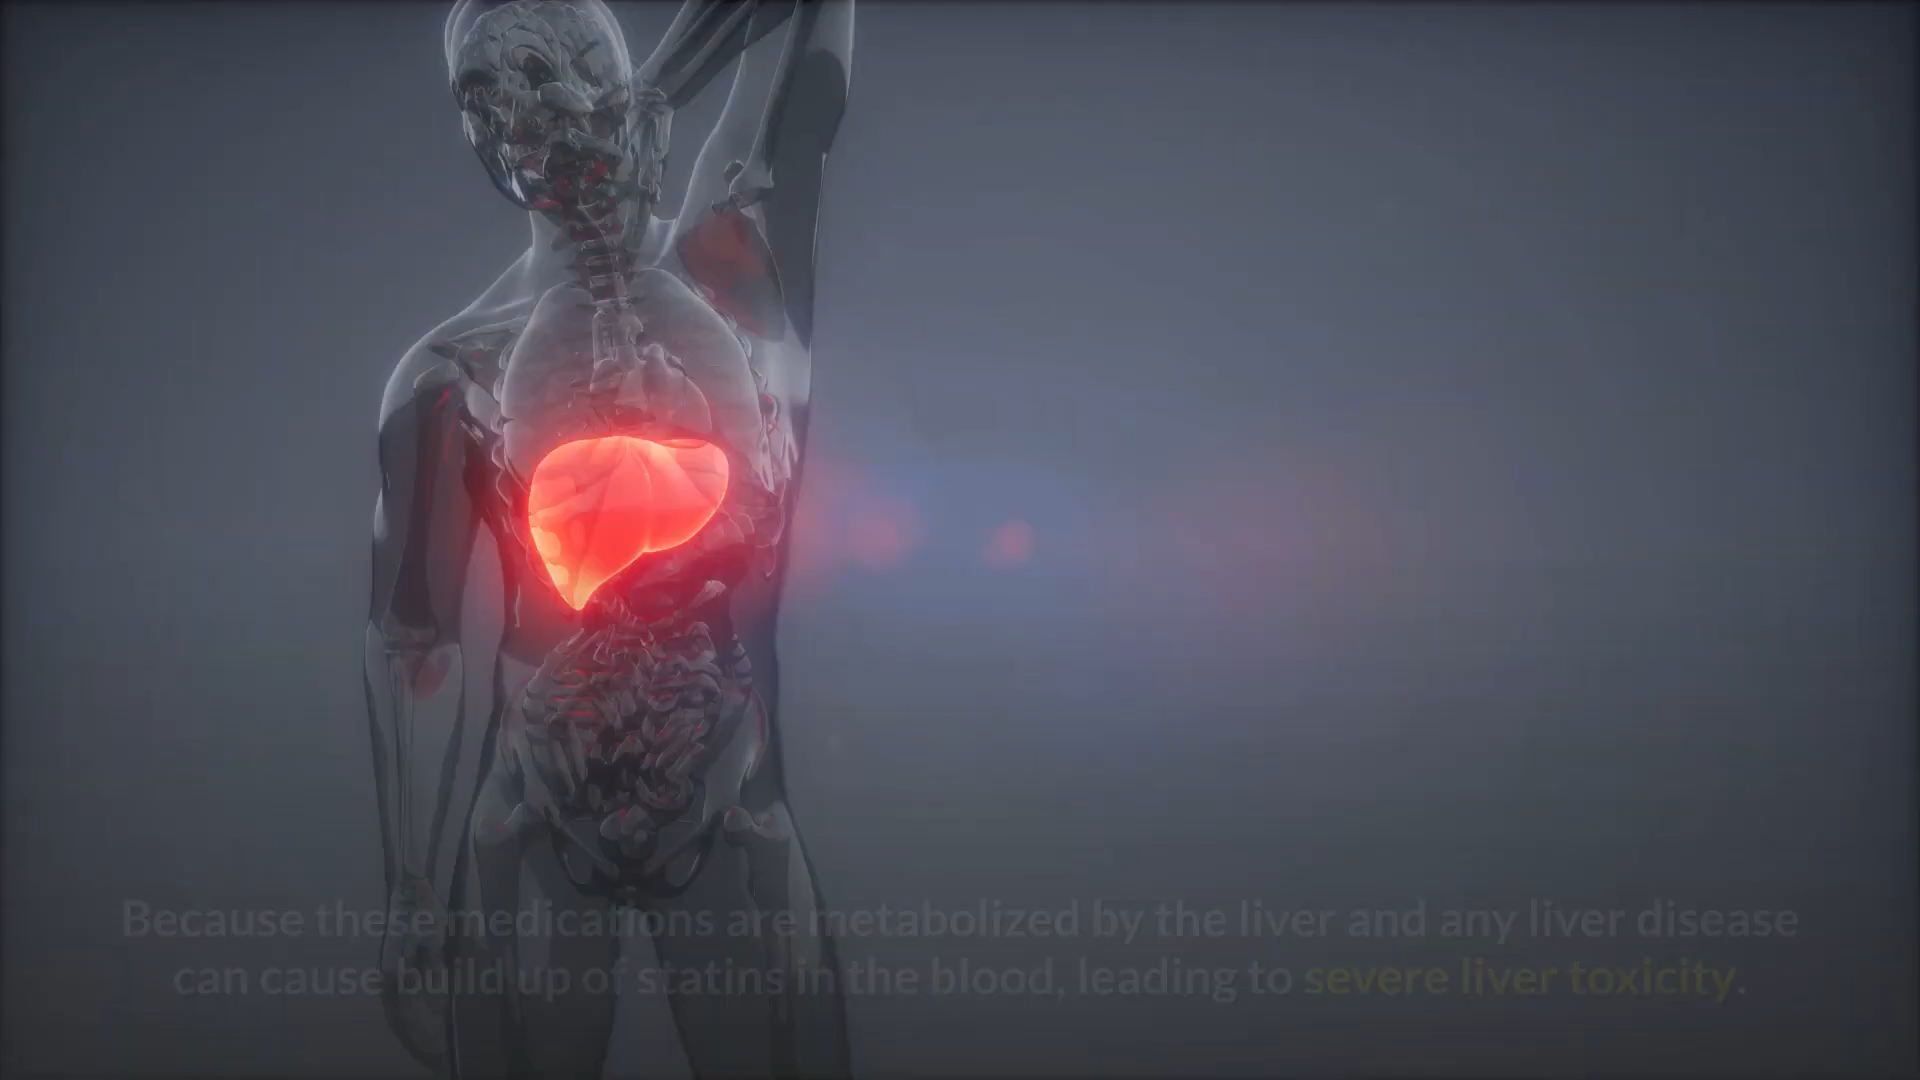 Because these medications are metabolized by the liver and any liver disease
can cause build up of statins in the blood, leading to severe liver toxicity.